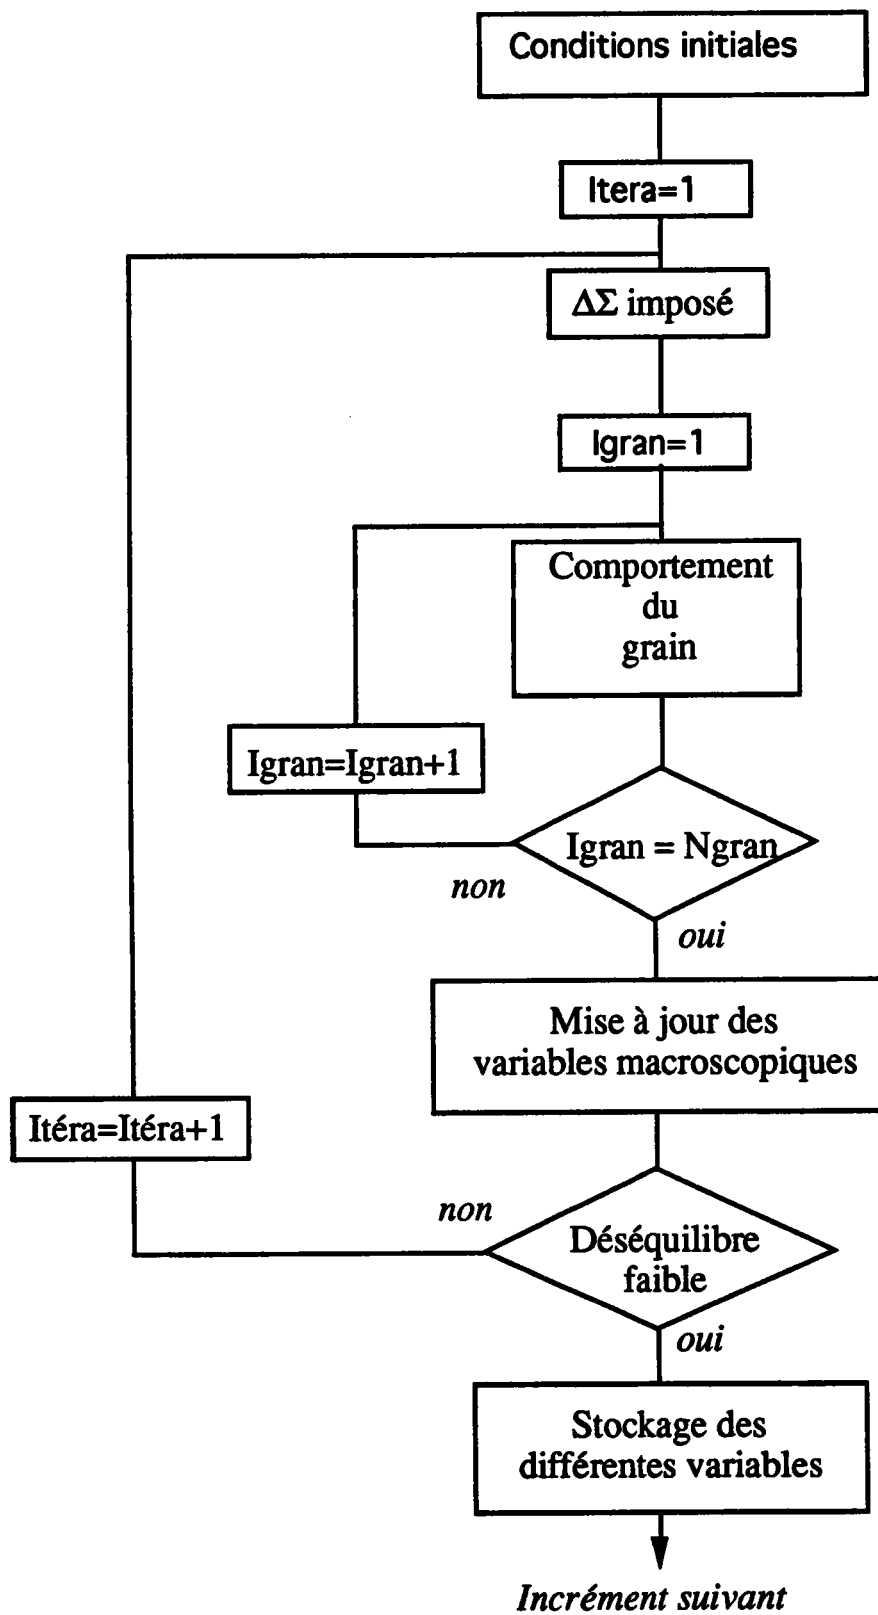 Conditions initiales
Itera=1
ΔΣ imposé
Igran=1
Comportement
du
grain
Igran=Igran+1
Igran = Ngran
non
oui
Mise à jour des
variables macroscopiques
Itéra=Itéra+1
non
Déséquilibre
faible
oui
Stockage des
différentes variables
Incrément suivant